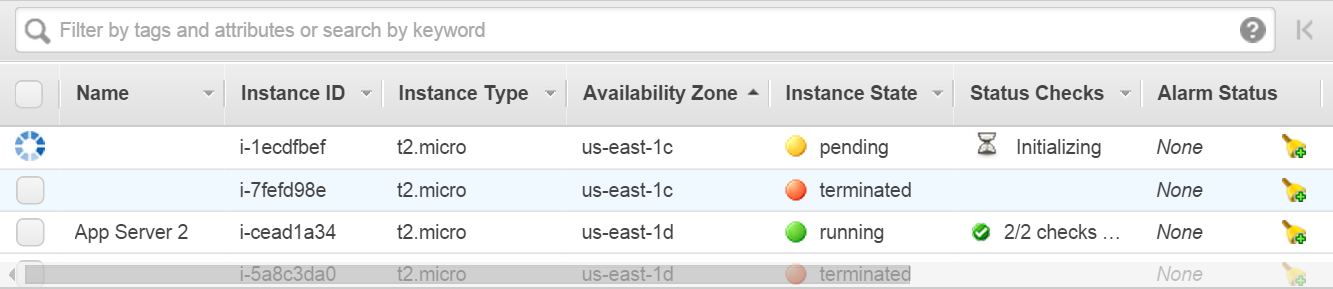 Filter by tags and attributes or search by keyword ?
Name Instance ID Instance Type Availability Zone Instance State Status Checks Alarm Status
i-1ecdfbef t2.micro us-east-1c pending Initializing None
i-7fefd98e t2.micro us-east-1c terminated None
App Server 2 i-cead1a34 t2.micro us-east-1d running 2/2 checks ... None
i-5a8c3da0 t2.micro us-east-1d terminated None